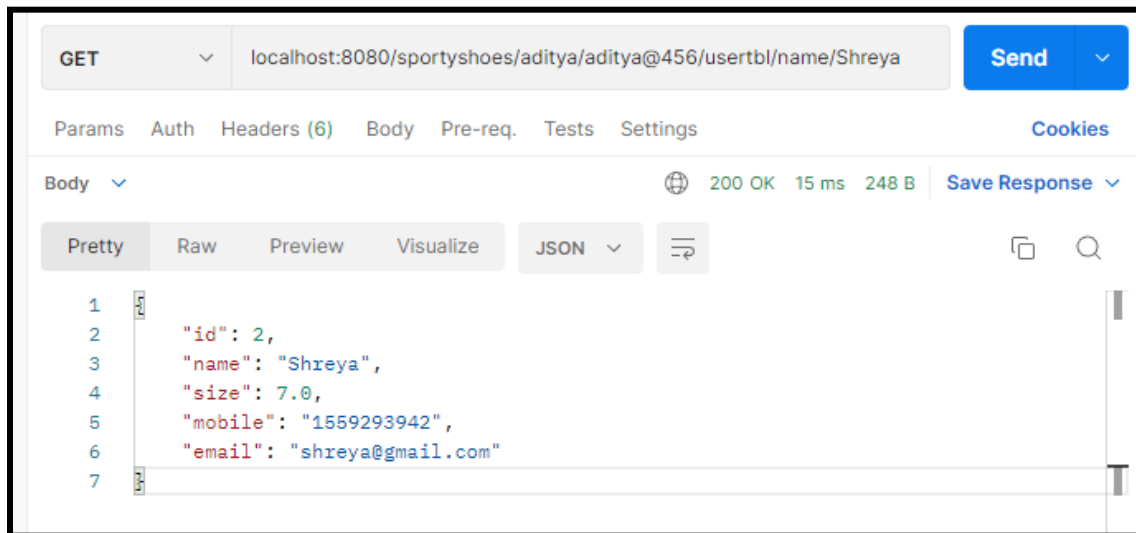 GET localhost:8080/sportyshoes/aditya/aditya@456/usertbl/name/Shreya Send
Params Auth Headers (6) Body Pre-req. Tests Settings Cookies
Body 200 OK 15 ms 248 B Save Response
Pretty Raw Preview Visualize JSON
1 {
2 "id": 2,
3 "name": "Shreya",
4 "size": 7.0,
5 "mobile": "1559293942",
6 "email": "shreya@gmail.com"
7 }